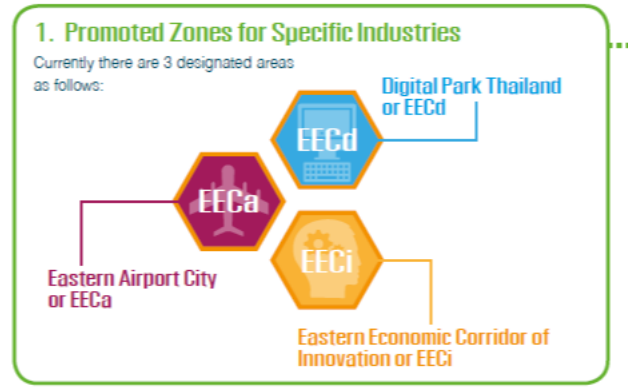 1. Promoted Zones for Specific Industries
Currently there are 3 designated areas
as follows:
Digital Park Thailand
or EECd
EECd
EECa
EECi
Eastern Airport City
or EECa
Eastern Economic Corridor of
Innovation or EECi